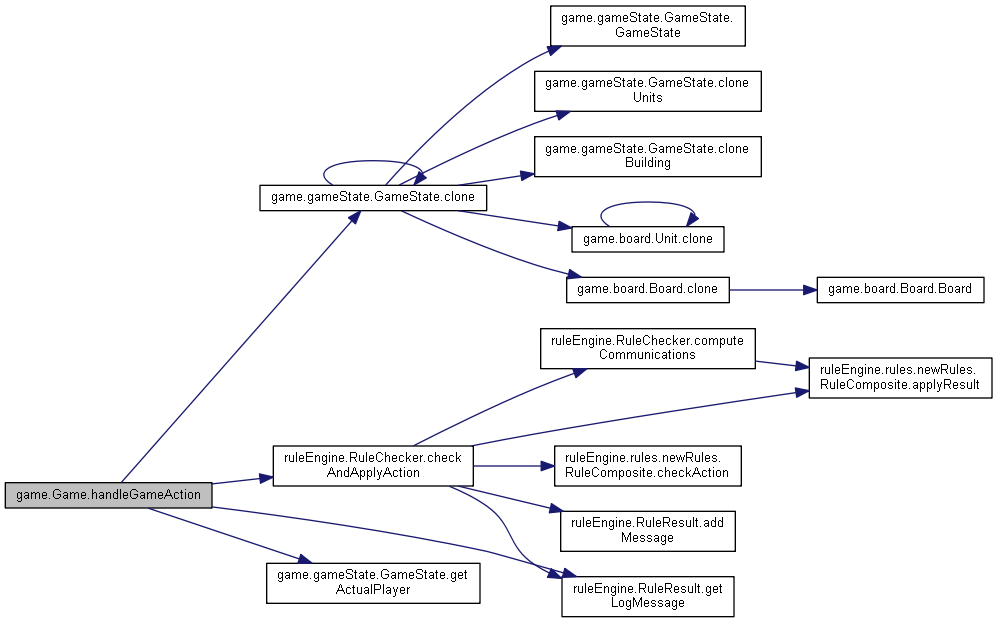 game.gameState.GameState.
GameState
game.gameState.GameState.clone
Units
game.gameState.GameState.clone
Building
game.gameState.GameState.clone
game.board.Unit.clone
game.board.Board.clone
game.board.Board.Board
ruleEngine.RuleChecker.compute
Communications
ruleEngine.rules.newRules.
RuleComposite.applyResult
ruleEngine.RuleChecker.check
AndApplyAction
ruleEngine.rules.newRules.
RuleComposite.checkAction
game.Game.handleGameAction
ruleEngine.RuleResult.add
Message
game.gameState.GameState.get
ActualPlayer
ruleEngine.RuleResult.get
LogMessage